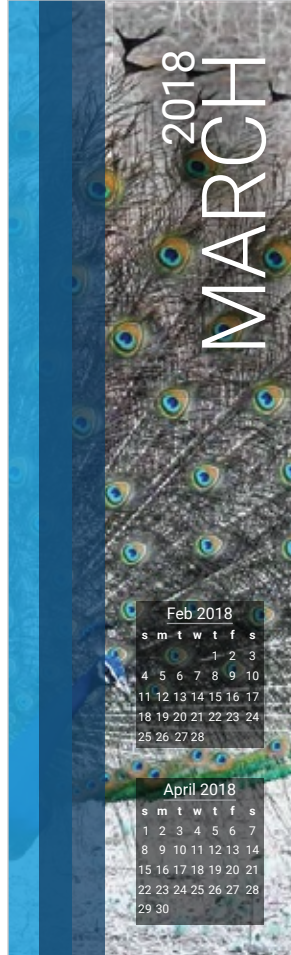 2018
MARCH
Feb 2018
s m t w t f s
1 2 3
4 5 6 7 8 9 10
11 12 13 14 15 16 17
18 19 20 21 22 23 24
25 26 27 28
April 2018
s m t w t f s
1 2 3 4 5 6 7
8 9 10 11 12 13 14
15 16 17 18 19 20 21
22 23 24 25 26 27 28
29 30